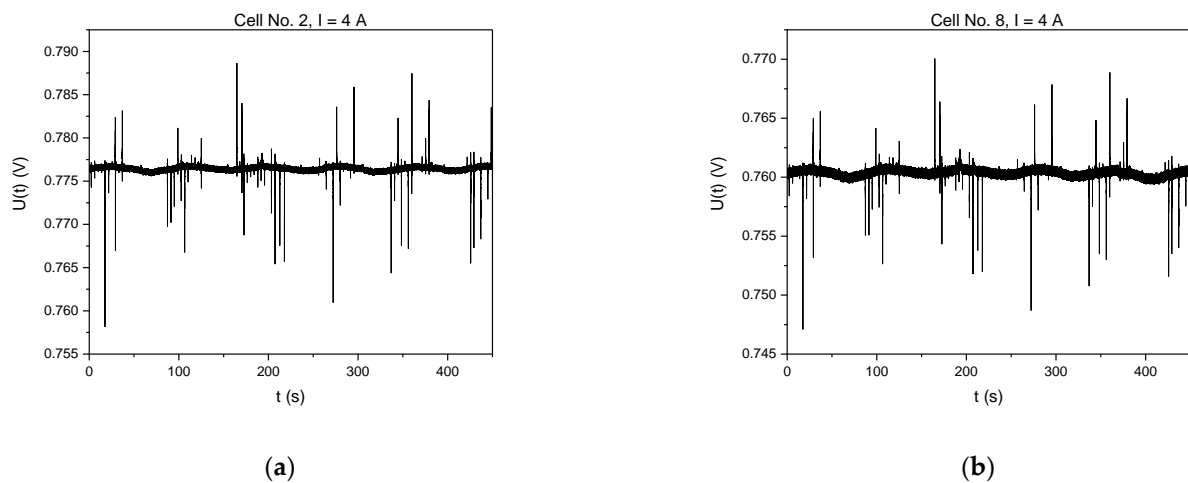 Cell No. 2, I = 4 A
0.790
0.785
0.780
0.775
0.770
0.765
0.760
0.755
U(t) (V)
0 100 200 300 400
t (s)
(a)
Cell No. 8, I = 4 A
0.770
0.765
0.760
0.755
0.750
0.745
U(t) (V)
0 100 200 300 400
t (s)
(b)